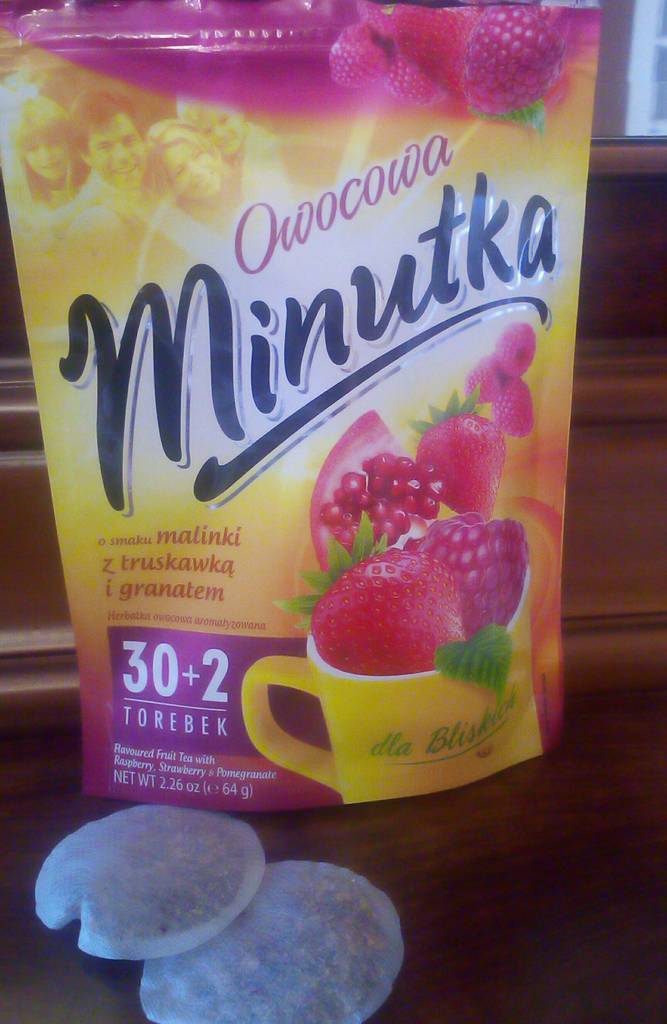 Owocowa
Minutka
o smaku malinki
z truskawką
i granatem
Herbatka owocowa aromatyzowana
30+2
TOREBEK
Flavoured Fruit Tea with
Raspberry, Strawberry & Pomegranate
NET WT 2.26 oz (℮ 64 g)
dla Bliskich